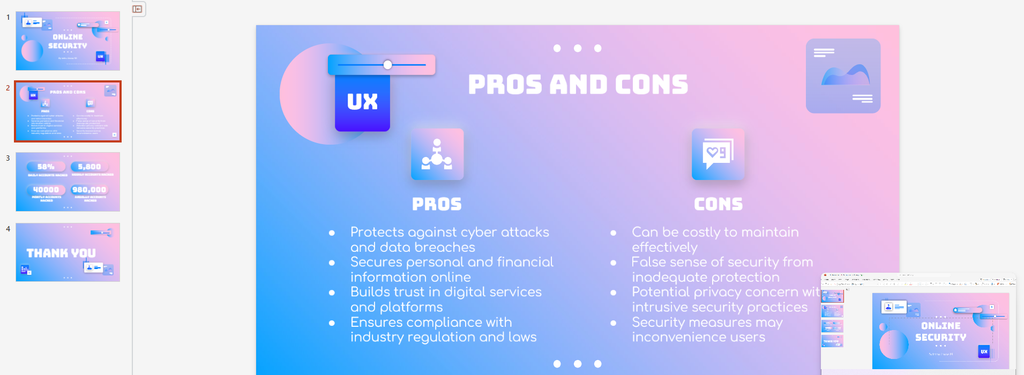 1
ONLINE
SECURITY
2
PROS AND CONS
PROS
CONS
3
50%
5,800
40000
980,000
4
THANK YOU
UX
PROS AND CONS
9
PROS
• Protects against cyber attacks
and data breaches
• Secures personal and financial
information online
• Builds trust in digital services
and platforms
• Ensures compliance with
industry regulation and laws
CONS
• Can be costly to maintain
effectively
• False sense of security from
inadequate protection
• Potential privacy concern wit
intrusive security practices
• Security measures may
inconvenience users
ONLINE
SECURITY
UX